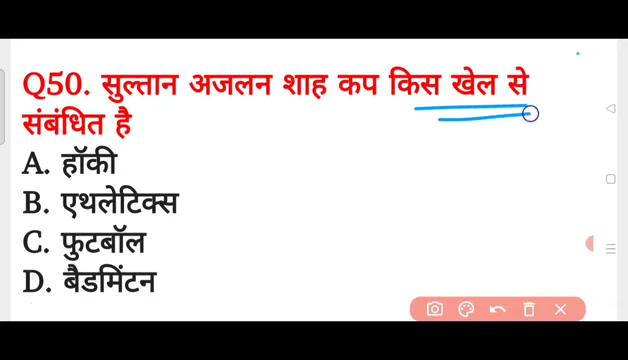 Q50. सुल्तान अजलन शाह कप किस खेल से
संबंधित है
A. हॉकी
B. एथलेटिक्स
C. फुटबॉल
D. बैडमिंटन